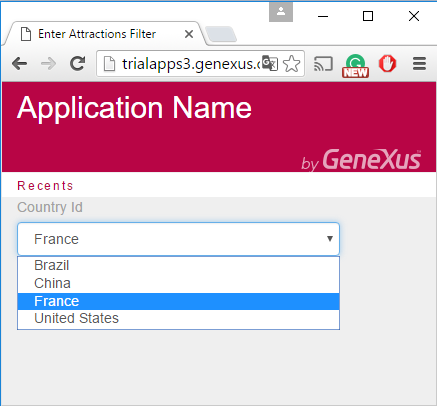 Enter Attractions Filter
trialapps3.genexus.
NEW
Application Name
by GeneXus
Recents
Country Id
France
Brazil
China
France
United States